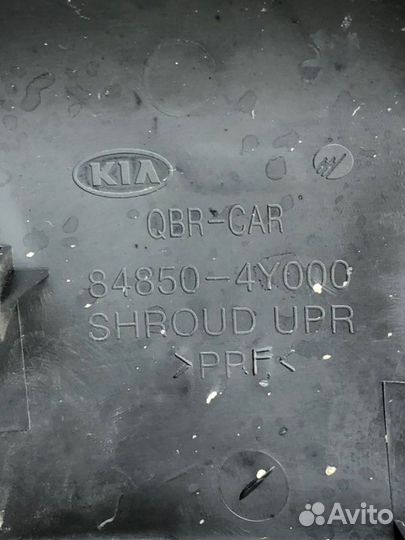 KIA
QBR-CAR
84850-4Y000
SHROUD UPR
>PPF<
Avito